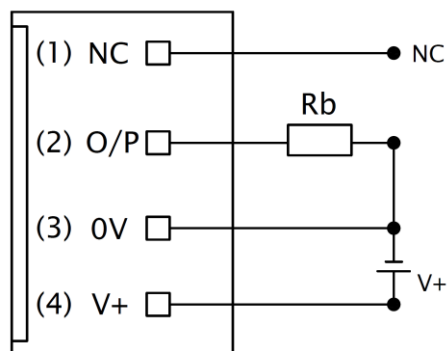 (1) NC NC
Rb
(2) O/P
(3) 0V
V+
(4) V+